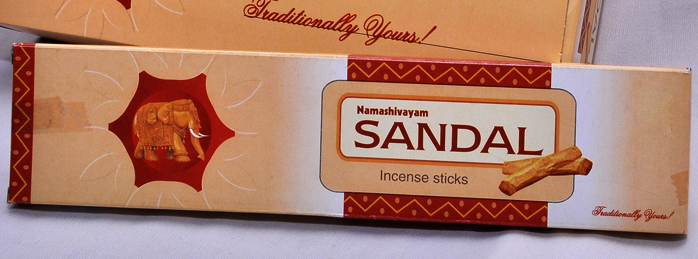 Traditionally Yours!
Namashivayam
SANDAL
Incense sticks
Traditionally Yours!